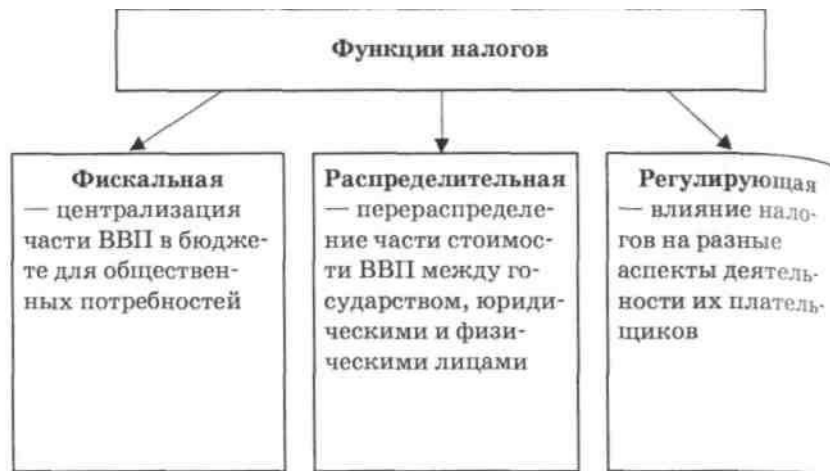 Функции налогов
Фискальная
— централизация
части ВВП в бюдже-
те для обществен-
ных потребностей
Распределительная
— перераспределе-
ние части стоимос-
ти ВВП между го-
сударством, юриди-
ческими и физи-
ческими лицами
Регулирующая
— влияние нало-
гов на разные
аспекты деятель-
ности их платель-
щиков